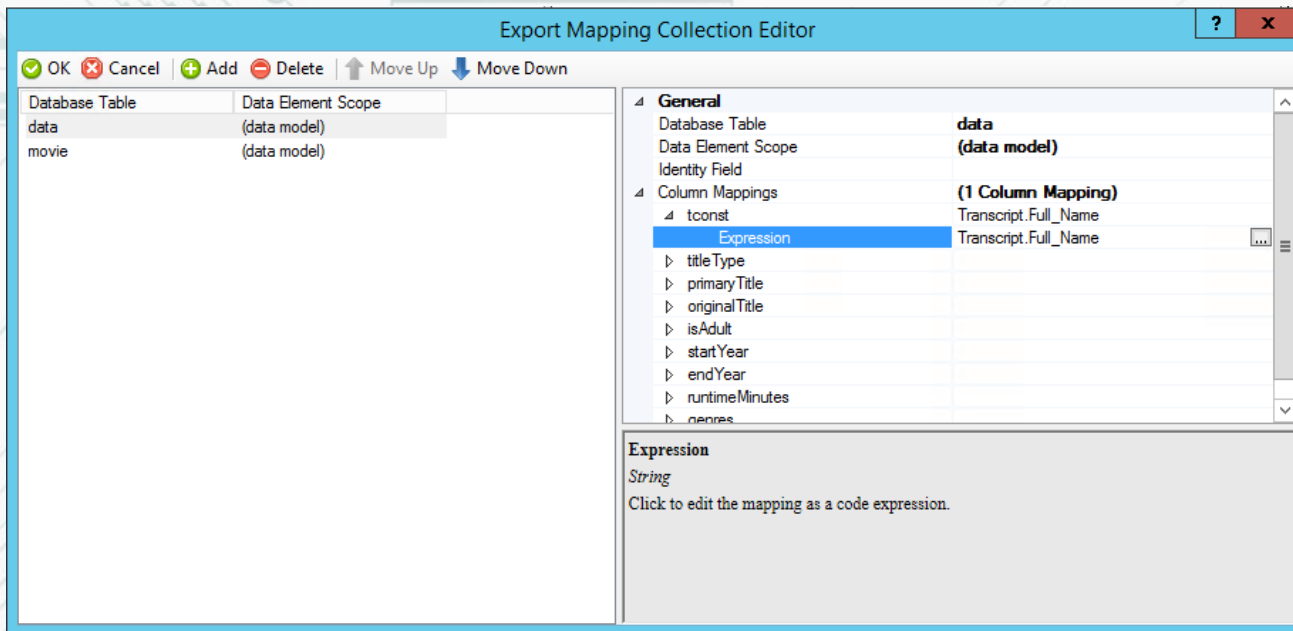 Export Mapping Collection Editor ? x
OK Cancel Add Delete Move Up Move Down
Database Table Data Element Scope
data (data model)
movie (data model)
General
Database Table data
Data Element Scope (data model)
Identity Field
Column Mappings (1 Column Mapping)
tconst Transcript.Full_Name
Expression Transcript.Full_Name ...
titleType
primaryTitle
originalTitle
isAdult
startYear
endYear
runtimeMinutes
genres
Expression
String
Click to edit the mapping as a code expression.